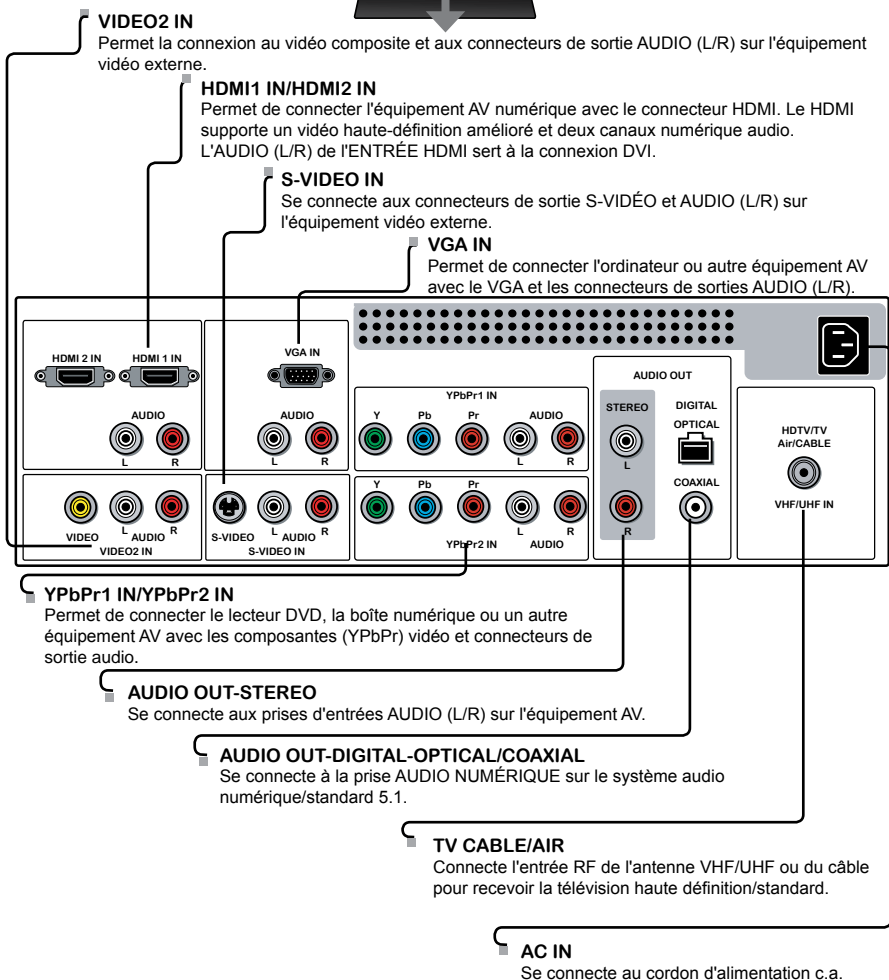 VIDEO2 IN
Permet la connexion au vidéo composite et aux connecteurs de sortie AUDIO (L/R) sur l'équipement
vidéo externe.
HDMI1 IN/HDMI2 IN
Permet de connecter l'équipement AV numérique avec le connecteur HDMI. Le HDMI
supporte un vidéo haute-définition amélioré et deux canaux numérique audio.
L'AUDIO (L/R) de l'ENTRÉE HDMI sert à la connexion DVI.
S-VIDEO IN
Se connecte aux connecteurs de sortie S-VIDÉO et AUDIO (L/R) sur
l'équipement vidéo externe.
VGA IN
Permet de connecter l'ordinateur ou autre équipement AV
avec le VGA et les connecteurs de sorties AUDIO (L/R).
HDMI 2 IN
HDMI 1 IN
AUDIO
L
R
VGA IN
AUDIO
L
R
YPbPr1 IN
Y
Pb
Pr
AUDIO
L
R
AUDIO OUT
STEREO
L
R
DIGITAL
OPTICAL
COAXIAL
HDTV/TV
Air/CABLE
VHF/UHF IN
VIDEO
L
AUDIO
R
VIDEO2 IN
S-VIDEO
L
AUDIO
R
S-VIDEO IN
Y
Pb
Pr
L
R
YPbPr2 IN
AUDIO
YPbPr1 IN/YPbPr2 IN
Permet de connecter le lecteur DVD, la boîte numérique ou un autre
équipement AV avec les composantes (YPbPr) vidéo et connecteurs de
sortie audio.
AUDIO OUT-STEREO
Se connecte aux prises d'entrées AUDIO (L/R) sur l'équipement AV.
AUDIO OUT-DIGITAL-OPTICAL/COAXIAL
Se connecte à la prise AUDIO NUMÉRIQUE sur le système audio
numérique/standard 5.1.
TV CABLE/AIR
Connecte l'entrée RF de l'antenne VHF/UHF ou du câble
pour recevoir la télévision haute définition/standard.
AC IN
Se connecte au cordon d'alimentation c.a.